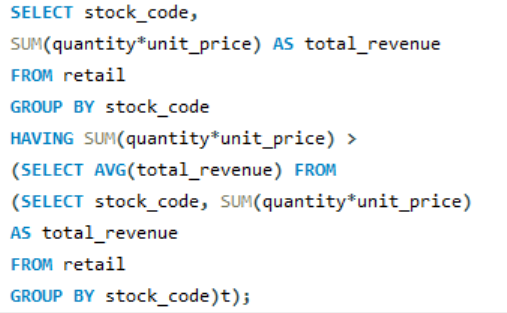 SELECT stock_code,
SUM(quantity*unit_price) AS total_revenue
FROM retail
GROUP BY stock_code
HAVING SUM(quantity*unit_price) >
(SELECT AVG(total_revenue) FROM
(SELECT stock_code, SUM(quantity*unit_price)
AS total_revenue
FROM retail
GROUP BY stock_code)t);